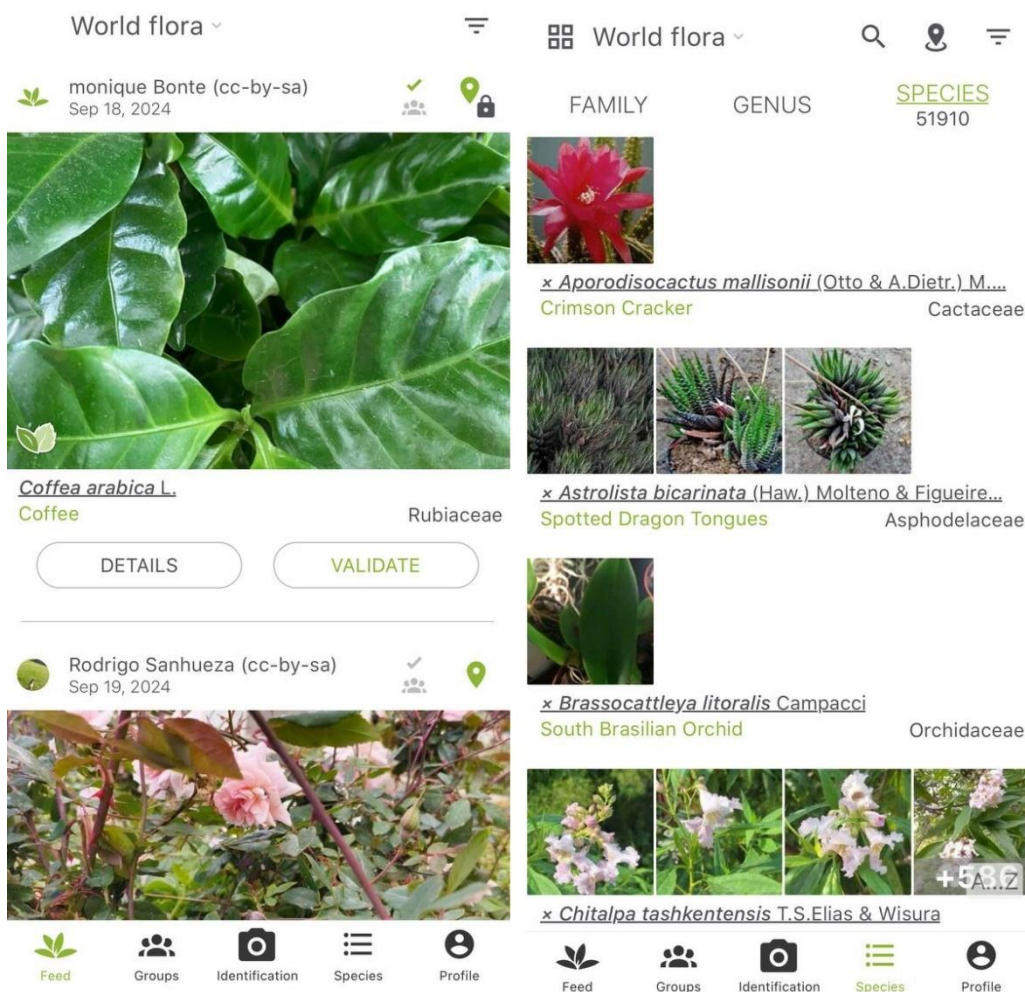 World flora
monique Bonte (cc-by-sa)
Sep 18, 2024
Coffea arabica L.
Coffee
Rubiaceae
DETAILS
VALIDATE
Rodrigo Sanhueza (cc-by-sa)
Sep 19, 2024
Feed
Groups
Identification
Species
Profile
World flora
FAMILY
GENUS
SPECIES
51910
× Aporodisocactus mallisonii (Otto & A.Dietr.) M....
Crimson Cracker
Cactaceae
× Astrolista bicarinata (Haw.) Molteno & Figueire...
Spotted Dragon Tongues
Asphodelaceae
× Brassocattleya litoralis Campacci
South Brasilian Orchid
Orchidaceae
+586
A...Z
× Chitalpa tashkentensis T.S.Elias & Wisura
Feed
Groups
Identification
Species
Profile